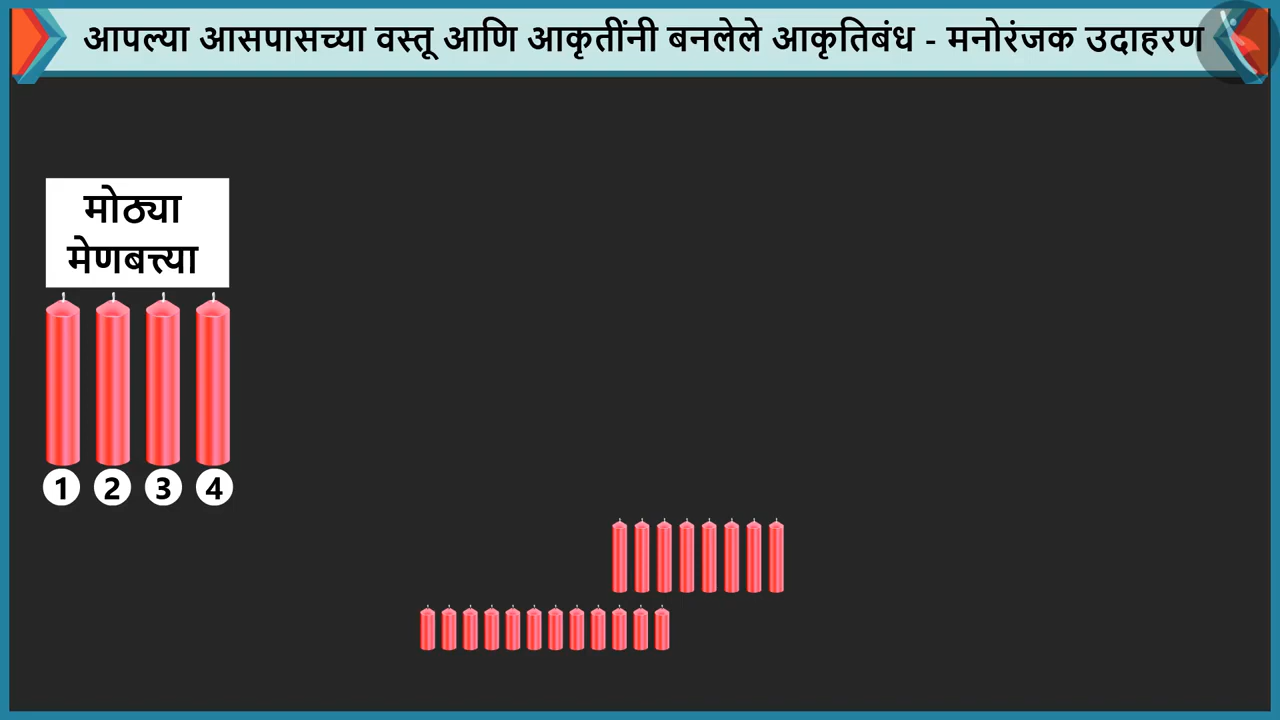 आपल्या आसपासच्या वस्तू आणि आकृतींनी बनलेले आकृतिबंध - मनोरंजक उदाहरण
मोठ्या
मेणबत्त्या
1 2 3 4